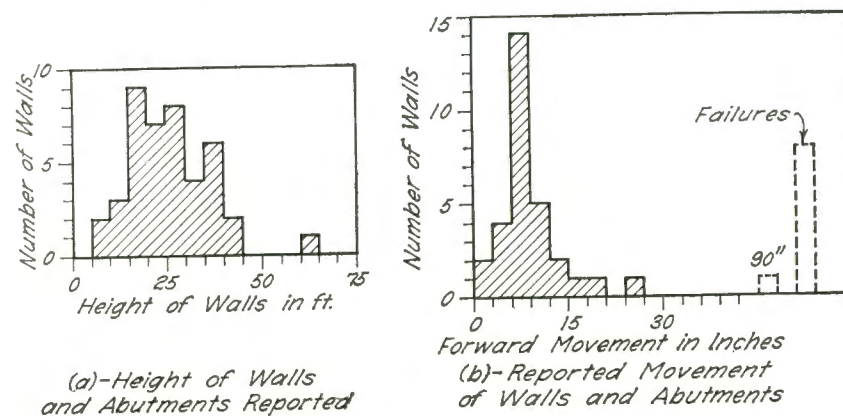 10
5
0
Number of Walls
0 25 50 75
Height of Walls in ft.
(a)-Height of Walls
and Abutments Reported
15
10
5
0
Number of Walls
Failures
90"
0 15 30
Forward Movement in Inches
(b)-Reported Movement
of Walls and Abutments